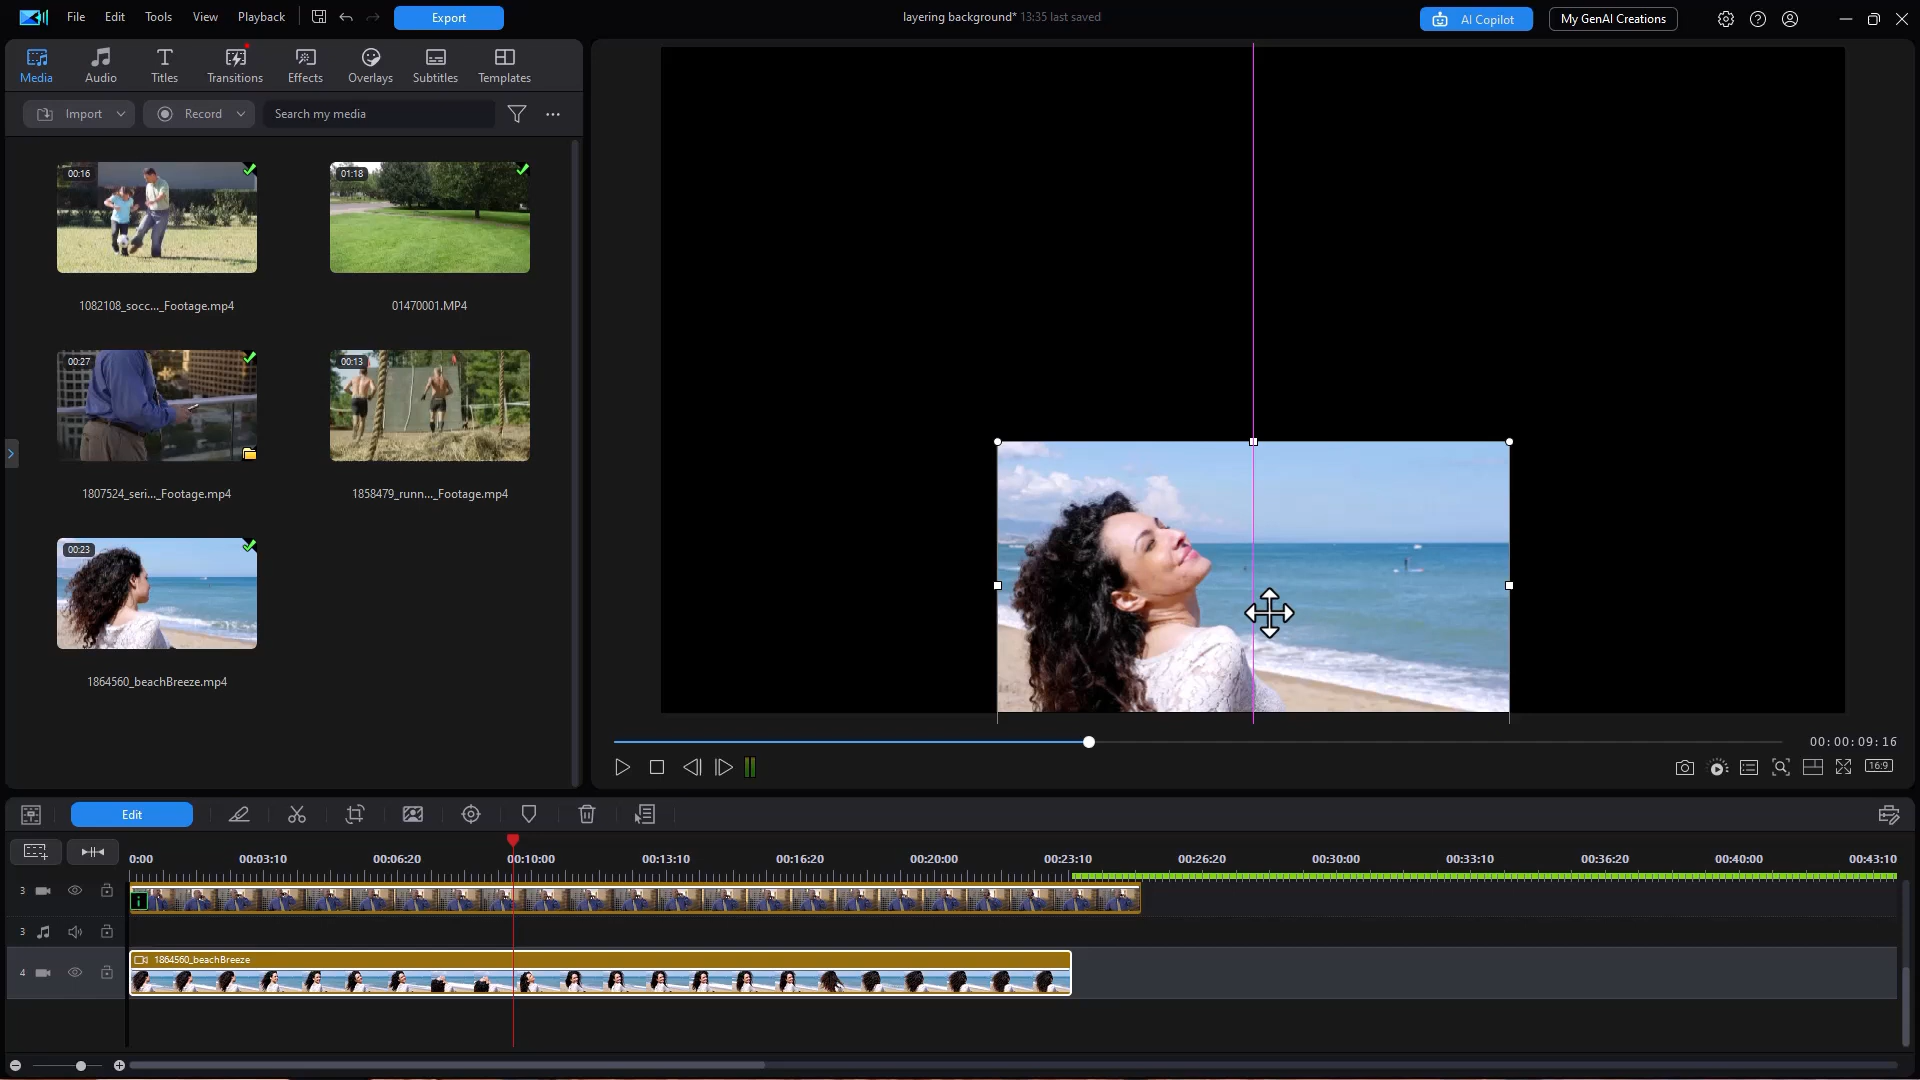 File Edit Tools View Playback Export layering background* 13:35 last saved AI Copilot My GenAI Creations
Media Audio Titles Transitions Effects Overlays Subtitles Templates
Import Record Search my media
00:16 01:18
1082108_socc..._Footage.mp4 01470001.MP4
00:27 00:13
1807524_seri..._Footage.mp4 1858479_runn..._Footage.mp4
00:23
1864560_beachBreeze.mp4
00:00:09:16
16:9
Edit
0:00 00:03:10 00:06:20 00:10:00 00:13:10 00:16:20 00:20:00 00:23:10 00:26:20 00:30:00 00:33:10 00:36:20 00:40:00 00:43:10
3
i
3
4 1864560_beachBreeze